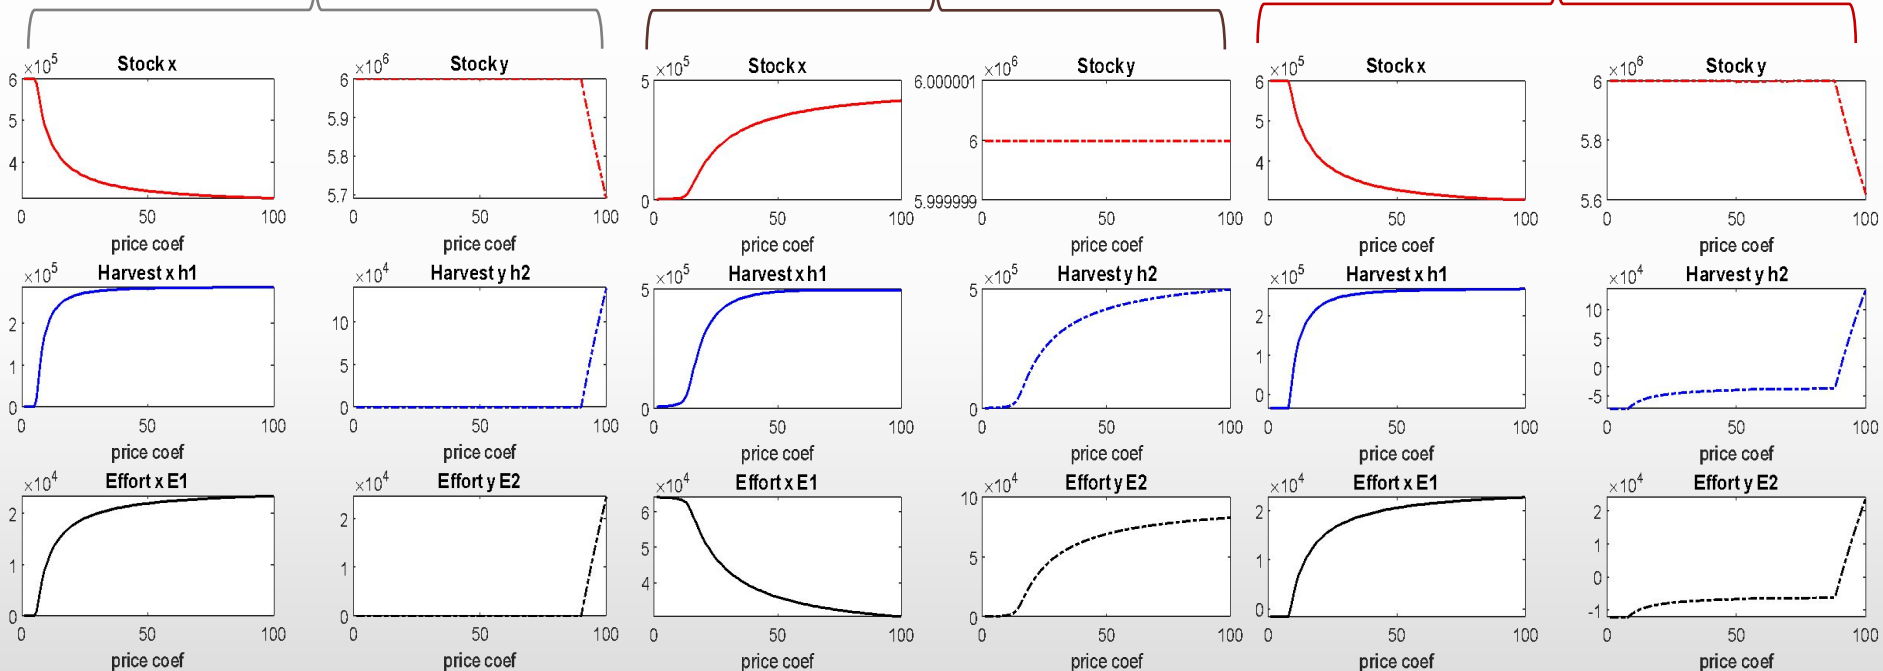 Stock x
×10^5
6
5
4
0 50 100
price coef
Stock y
×10^6
6
5.9
5.8
5.7
0 50 100
price coef
Stock x
×10^5
5
0
0 50 100
price coef
Stock y
×10^6
6.000001
6
5.999999
0 50 100
price coef
Stock x
×10^5
6
5
4
0 50 100
price coef
Stock y
×10^6
6
5.8
5.6
0 50 100
price coef
Harvest x h1
×10^5
2
1
0
0 50 100
price coef
Harvest y h2
×10^4
10
5
0
0 50 100
price coef
Harvest x h1
×10^5
5
0
0 50 100
price coef
Harvest y h2
×10^5
5
0
0 50 100
price coef
Harvest x h1
×10^5
2
1
0
0 50 100
price coef
Harvest y h2
×10^4
10
5
0
-5
0 50 100
price coef
Effort x E1
×10^4
2
1
0
0 50 100
price coef
Effort y E2
×10^4
2
1
0
0 50 100
price coef
Effort x E1
×10^4
6
5
4
0 50 100
price coef
Effort y E2
×10^4
10
5
0
0 50 100
price coef
Effort x E1
×10^4
2
1
0
0 50 100
price coef
Effort y E2
×10^4
2
1
0
-1
0 50 100
price coef